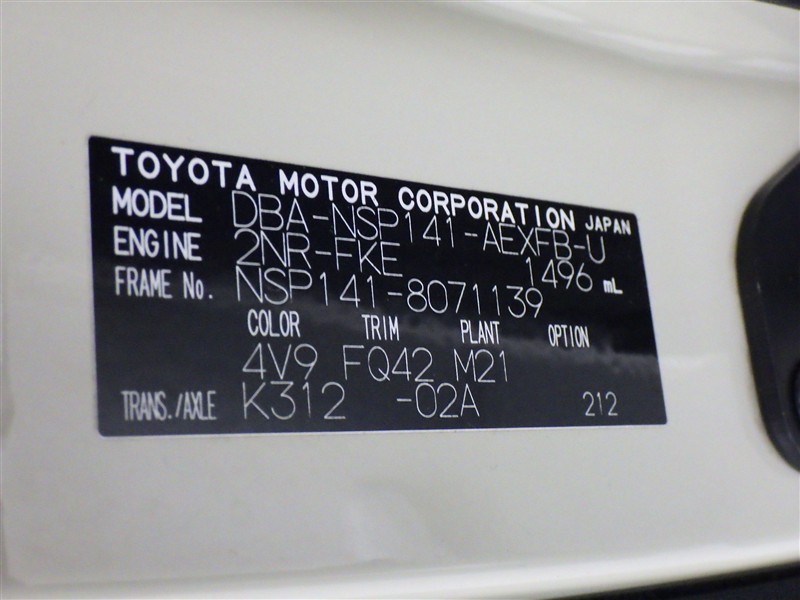 TOYOTA MOTOR CORPORATION JAPAN
MODEL DBA-NSP141-AEXFB-U
ENGINE 2NR-FKE 1496 mL
FRAME No. NSP141-8071139
COLOR TRIM PLANT OPTION
4V9 FQ42 M21
TRANS./AXLE K312 -02A 212